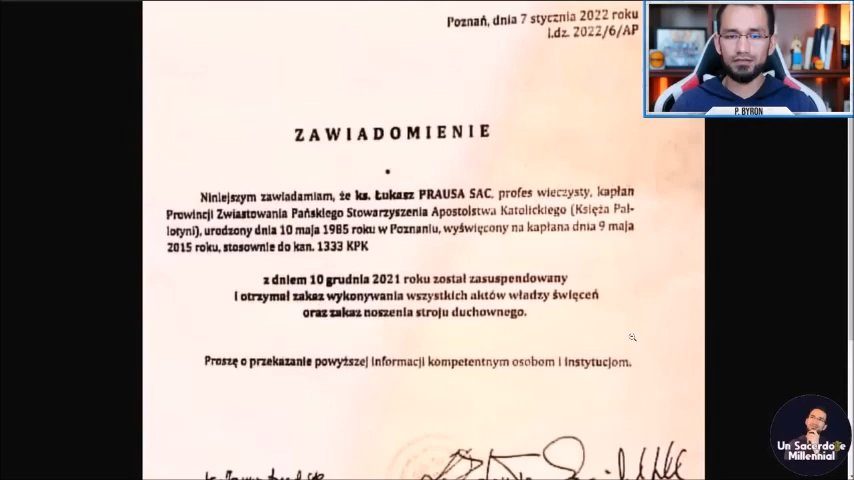 Poznań, dnia 7 stycznia 2022 roku
l.dz. 2022/6/AP
ZAWIADOMIENIE
Niniejszym zawiadamiam, że ks. Łukasz PRAUSA SAC, profes wieczysty, kapłan
Prowincji Zwiastowania Pańskiego Stowarzyszenia Apostolstwa Katolickiego (Księża Pal-
lotyni), urodzony dnia 10 maja 1985 roku w Poznaniu, wyświęcony na kapłana dnia 9 maja
2015 roku, stosownie do kan. 1333 KPK
z dniem 10 grudnia 2021 roku został zasuspendowany
i otrzymał zakaz wykonywania wszystkich aktów władzy święceń
oraz zakaz noszenia stroju duchownego.
Proszę o przekazanie powyższej informacji kompetentnym osobom i instytucjom.
P. BYRON
Un Sacerdote
Millennial